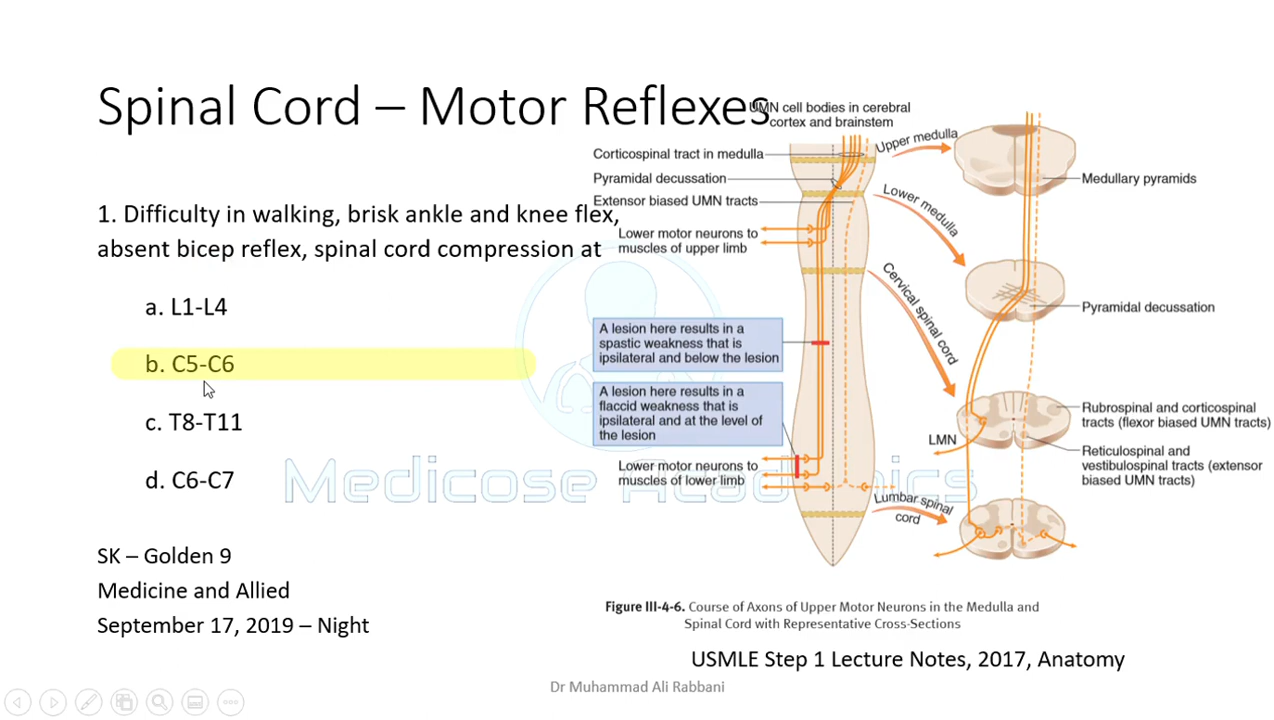 Spinal Cord – Motor Reflexes
1. Difficulty in walking, brisk ankle and knee flex,
absent bicep reflex, spinal cord compression at
a. L1-L4
b. C5-C6
c. T8-T11
d. C6-C7
SK – Golden 9
Medicine and Allied
September 17, 2019 – Night
UMN cell bodies in cerebral
cortex and brainstem
Corticospinal tract in medulla
Pyramidal decussation
Extensor biased UMN tracts
Lower motor neurons to
muscles of upper limb
A lesion here results in a
spastic weakness that is
ipsilateral and below the lesion
A lesion here results in a
flaccid weakness that is
ipsilateral and at the level of
the lesion
Lower motor neurons to
muscles of lower limb
Upper medulla
Lower medulla
Cervical spinal cord
Lumbar spinal
cord
LMN
Medullary pyramids
Pyramidal decussation
Rubrospinal and corticospinal
tracts (flexor biased UMN tracts)
Reticulospinal and
vestibulospinal tracts (extensor
biased UMN tracts)
Medicose Academics
Figure III-4-6. Course of Axons of Upper Motor Neurons in the Medulla and
Spinal Cord with Representative Cross-Sections
USMLE Step 1 Lecture Notes, 2017, Anatomy
Dr Muhammad Ali Rabbani